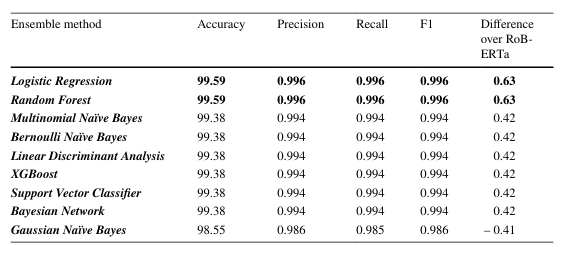 Ensemble method Accuracy Precision Recall F1 Difference
over RoB-
ERTa
Logistic Regression 99.59 0.996 0.996 0.996 0.63
Random Forest 99.59 0.996 0.996 0.996 0.63
Multinomial Naïve Bayes 99.38 0.994 0.994 0.994 0.42
Bernoulli Naïve Bayes 99.38 0.994 0.994 0.994 0.42
Linear Discriminant Analysis 99.38 0.994 0.994 0.994 0.42
XGBoost 99.38 0.994 0.994 0.994 0.42
Support Vector Classifier 99.38 0.994 0.994 0.994 0.42
Bayesian Network 99.38 0.994 0.994 0.994 0.42
Gaussian Naïve Bayes 98.55 0.986 0.985 0.986 – 0.41